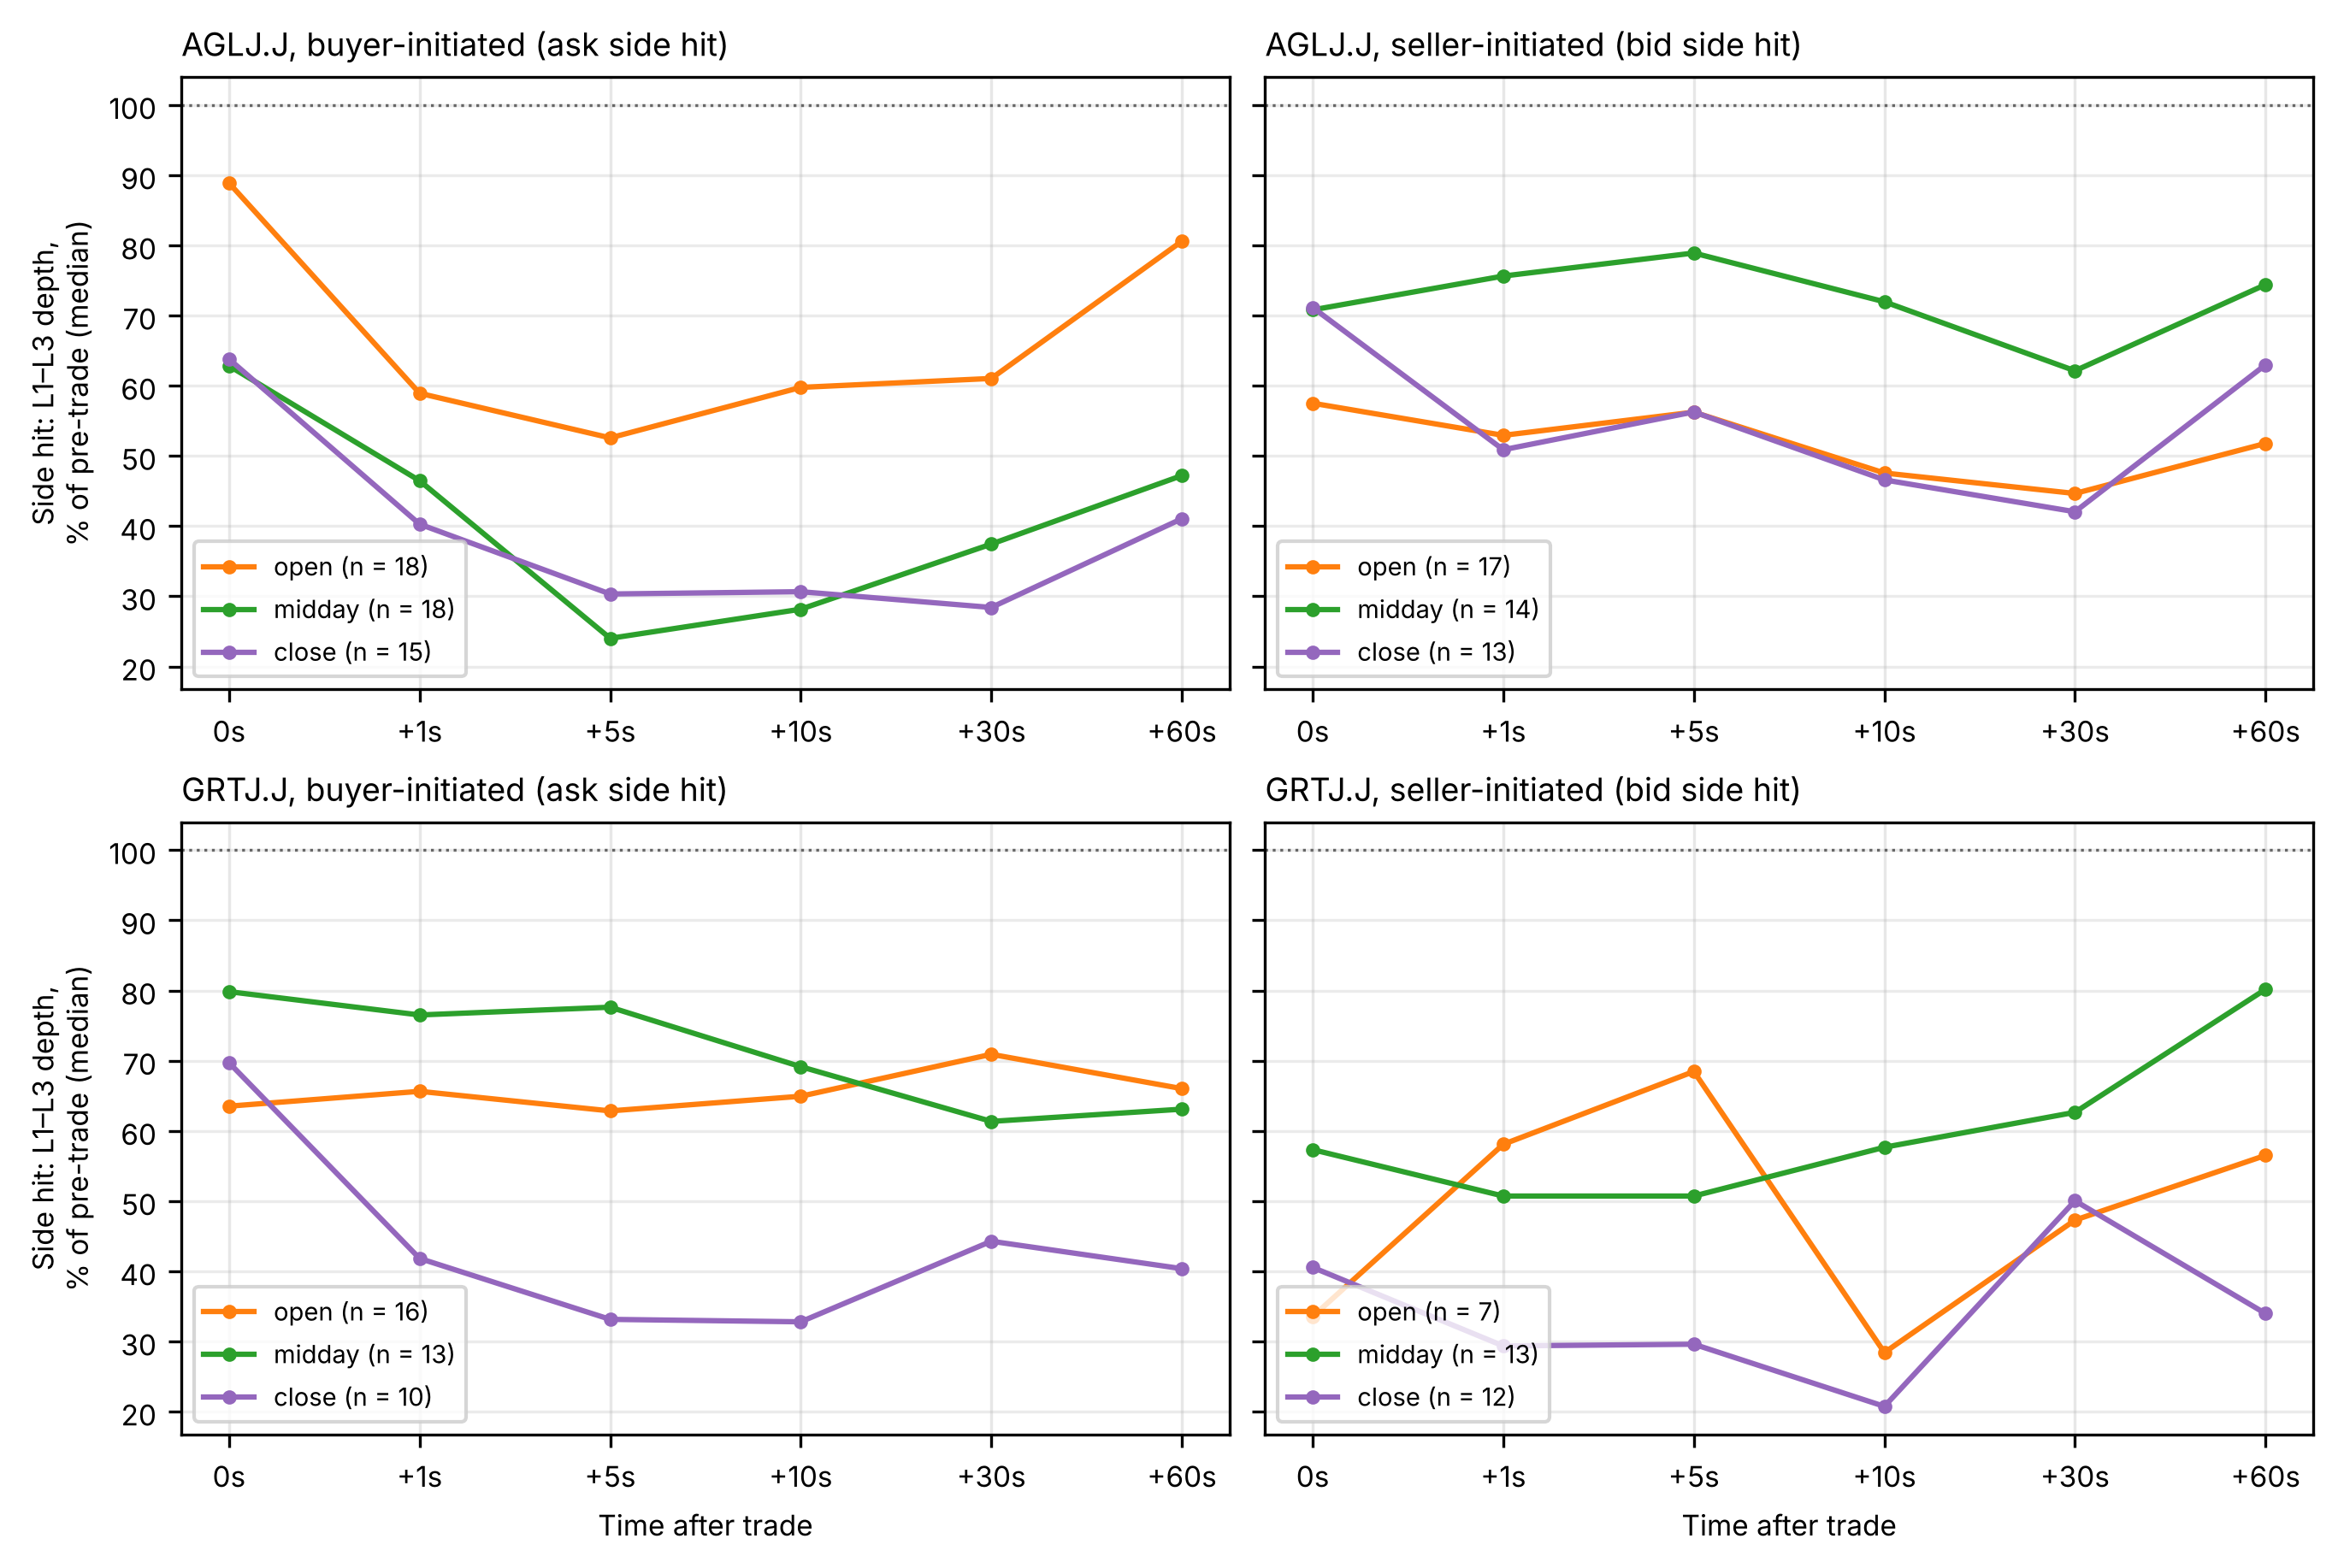 AGLJ.J, buyer-initiated (ask side hit)
Side hit: L1–L3 depth,
% of pre-trade (median)
100
90
80
70
60
50
40
30
20
open (n = 18)
midday (n = 18)
close (n = 15)
0s
+1s
+5s
+10s
+30s
+60s
AGLJ.J, seller-initiated (bid side hit)
open (n = 17)
midday (n = 14)
close (n = 13)
0s
+1s
+5s
+10s
+30s
+60s
GRTJ.J, buyer-initiated (ask side hit)
Side hit: L1–L3 depth,
% of pre-trade (median)
100
90
80
70
60
50
40
30
20
open (n = 16)
midday (n = 13)
close (n = 10)
0s
+1s
+5s
+10s
+30s
+60s
Time after trade
GRTJ.J, seller-initiated (bid side hit)
open (n = 7)
midday (n = 13)
close (n = 12)
0s
+1s
+5s
+10s
+30s
+60s
Time after trade